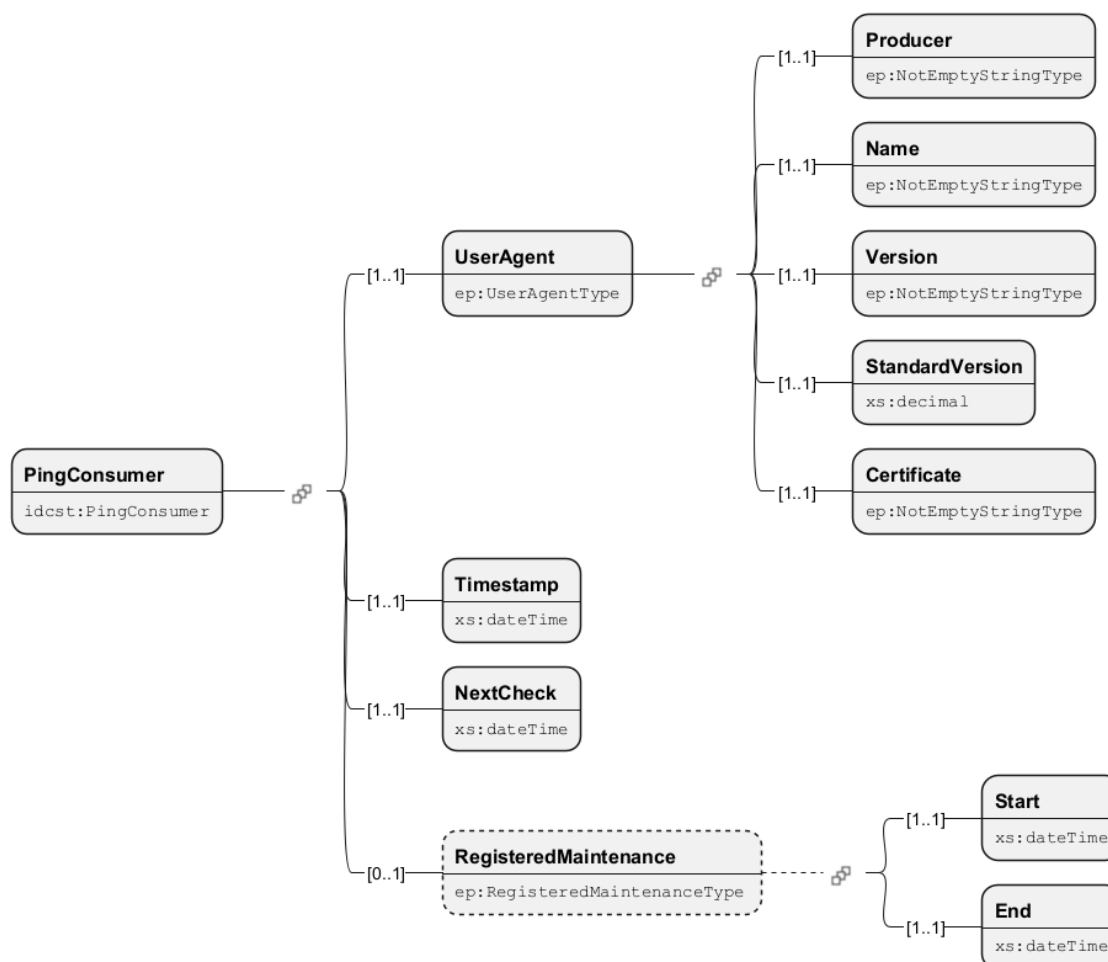 Producer
[1..1]
ep:NotEmptyStringType
Name
[1..1]
ep:NotEmptyStringType
UserAgent
[1..1]
ep:UserAgentType
Version
[1..1]
ep:NotEmptyStringType
StandardVersion
[1..1]
xs:decimal
PingConsumer
idcst:PingConsumer
Certificate
[1..1]
ep:NotEmptyStringType
Timestamp
[1..1]
xs:dateTime
NextCheck
[1..1]
xs:dateTime
RegisteredMaintenance
[0..1]
ep:RegisteredMaintenanceType
Start
[1..1]
xs:dateTime
End
[1..1]
xs:dateTime